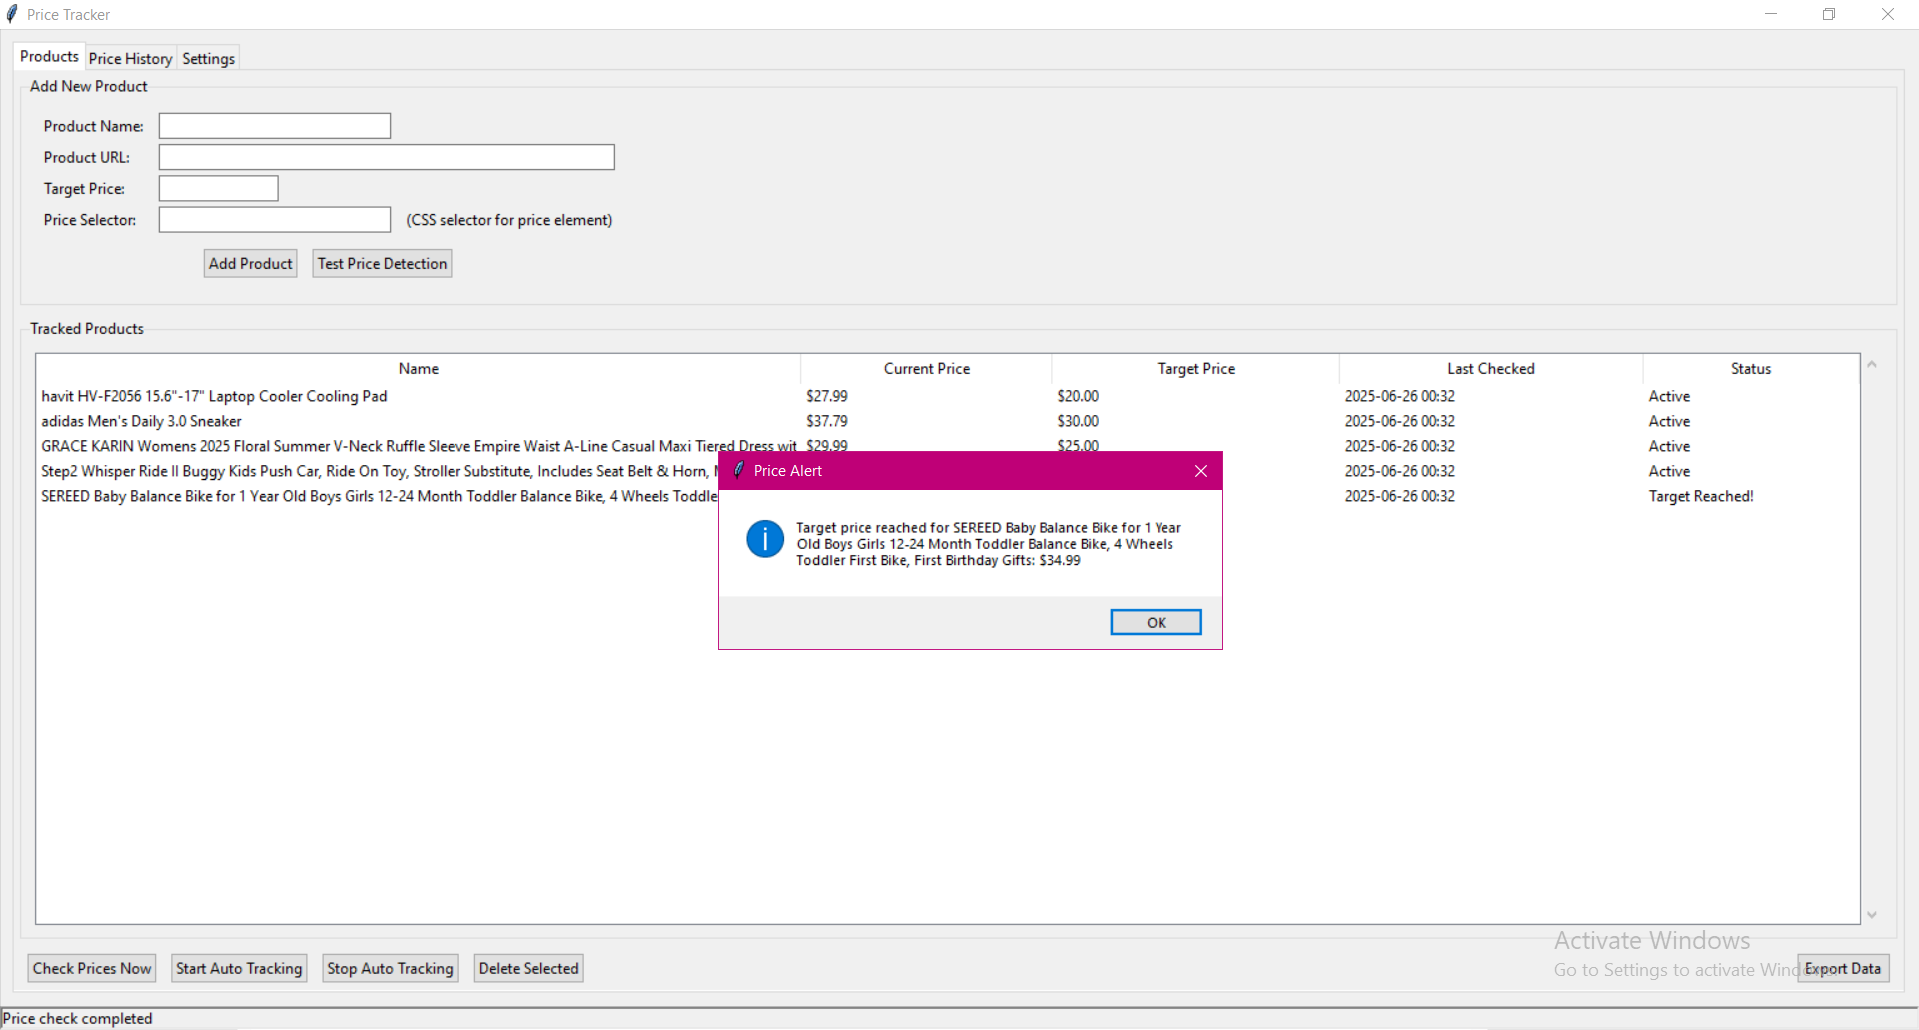 Price Tracker
Products Price History Settings
Add New Product
Product Name:
Product URL:
Target Price:
Price Selector: (CSS selector for price element)
Add Product Test Price Detection
Tracked Products
Name Current Price Target Price Last Checked Status
havit HV-F2056 15.6"-17" Laptop Cooler Cooling Pad $27.99 $20.00 2025-06-26 00:32 Active
adidas Men's Daily 3.0 Sneaker $37.79 $30.00 2025-06-26 00:32 Active
GRACE KARIN Womens 2025 Floral Summer V-Neck Ruffle Sleeve Empire Waist A-Line Casual Maxi Tiered Dress wit $29.99 $25.00 2025-06-26 00:32 Active
Step2 Whisper Ride II Buggy Kids Push Car, Ride On Toy, Stroller Substitute, Includes Seat Belt & Horn, 2025-06-26 00:32 Active
SEREED Baby Balance Bike for 1 Year Old Boys Girls 12-24 Month Toddler Balance Bike, 4 Wheels Toddle 2025-06-26 00:32 Target Reached!
Price Alert
Target price reached for SEREED Baby Balance Bike for 1 Year
Old Boys Girls 12-24 Month Toddler Balance Bike, 4 Wheels
Toddler First Bike, First Birthday Gifts: $34.99
OK
Activate Windows
Go to Settings to activate Windows.
Check Prices Now Start Auto Tracking Stop Auto Tracking Delete Selected Export Data
Price check completed